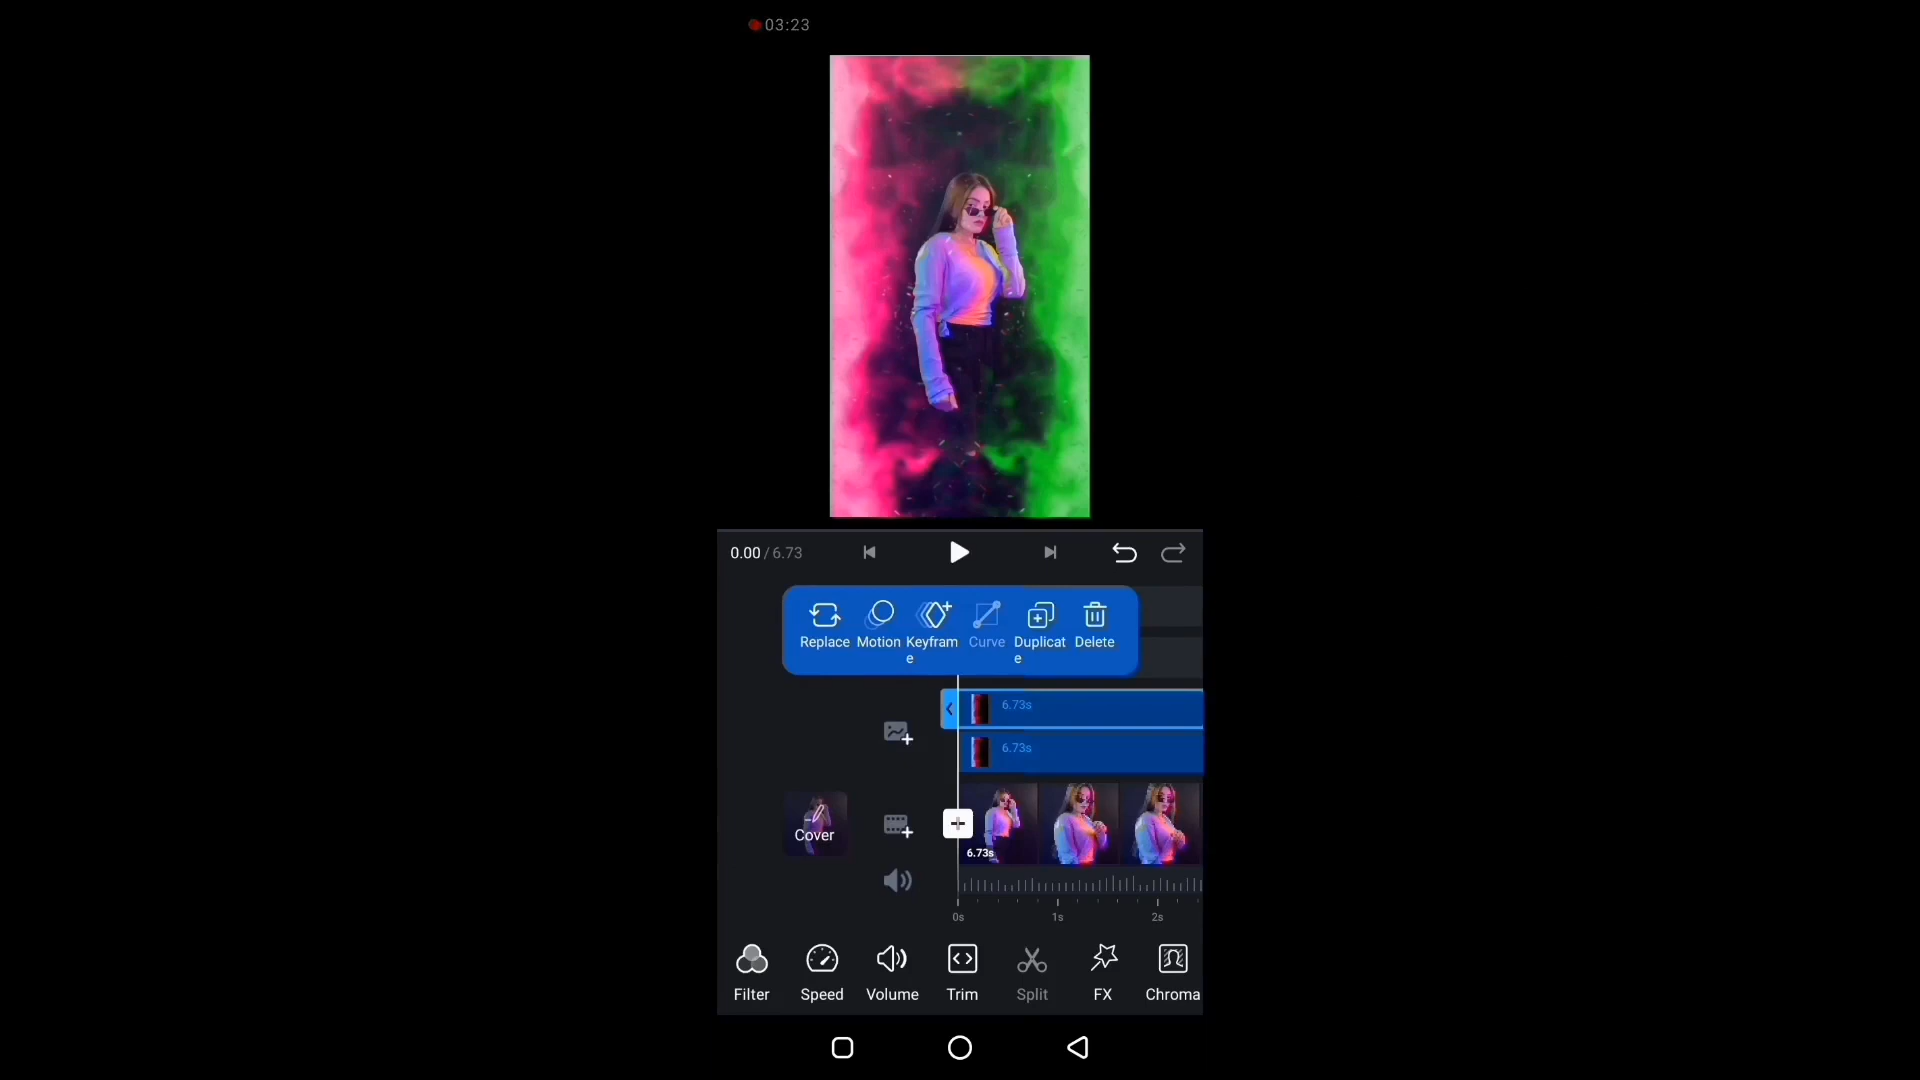 03:23
0.00 / 6.73
Replace Motion Keyfram Curve Duplicat Delete
e e
6.73s
6.73s
Cover
6.73s
0s 1s 2s
Filter Speed Volume Trim Split FX Chroma